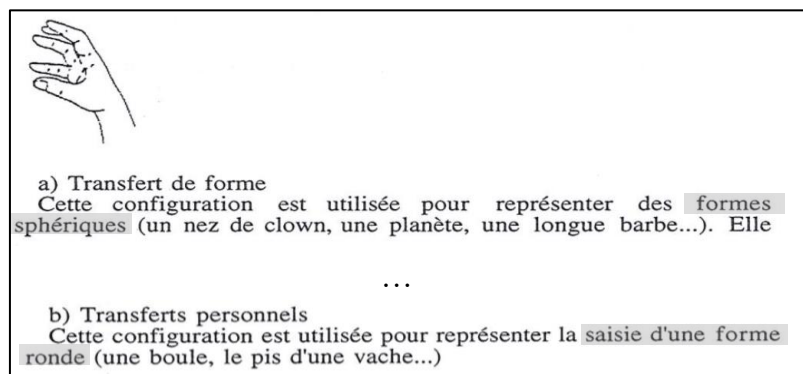 a) Transfert de forme
Cette configuration est utilisée pour représenter des formes
sphériques (un nez de clown, une planète, une longue barbe...). Elle
...
b) Transferts personnels
Cette configuration est utilisée pour représenter la saisie d'une forme
ronde (une boule, le pis d'une vache...)